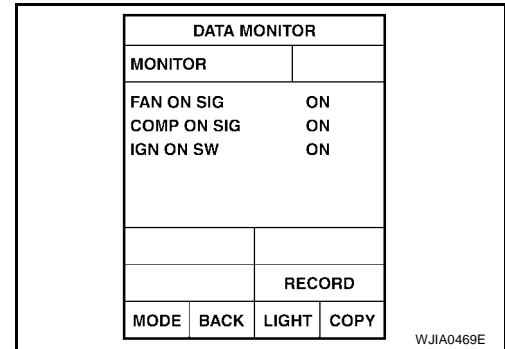 DATA MONITOR
MONITOR
FAN ON SIG ON
COMP ON SIG ON
IGN ON SW ON
RECORD
MODE BACK LIGHT COPY
WJIA0469E